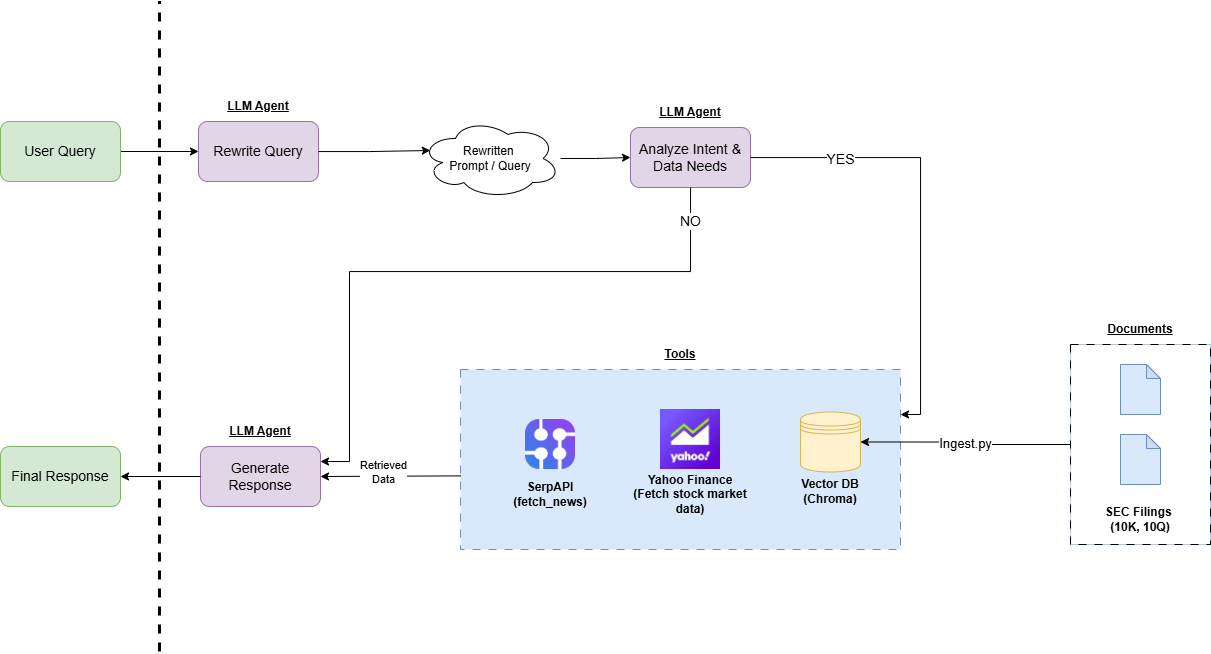 LLM Agent
User Query
Rewrite Query
Rewritten
Prompt / Query
LLM Agent
Analyze Intent &
Data Needs
YES
NO
Documents
SEC Filings
(10K, 10Q)
Ingest.py
Tools
SerpAPI
(fetch_news)
yahoo!
Yahoo Finance
(Fetch stock market
data)
Vector DB
(Chroma)
Retrieved
Data
LLM Agent
Generate
Response
Final Response